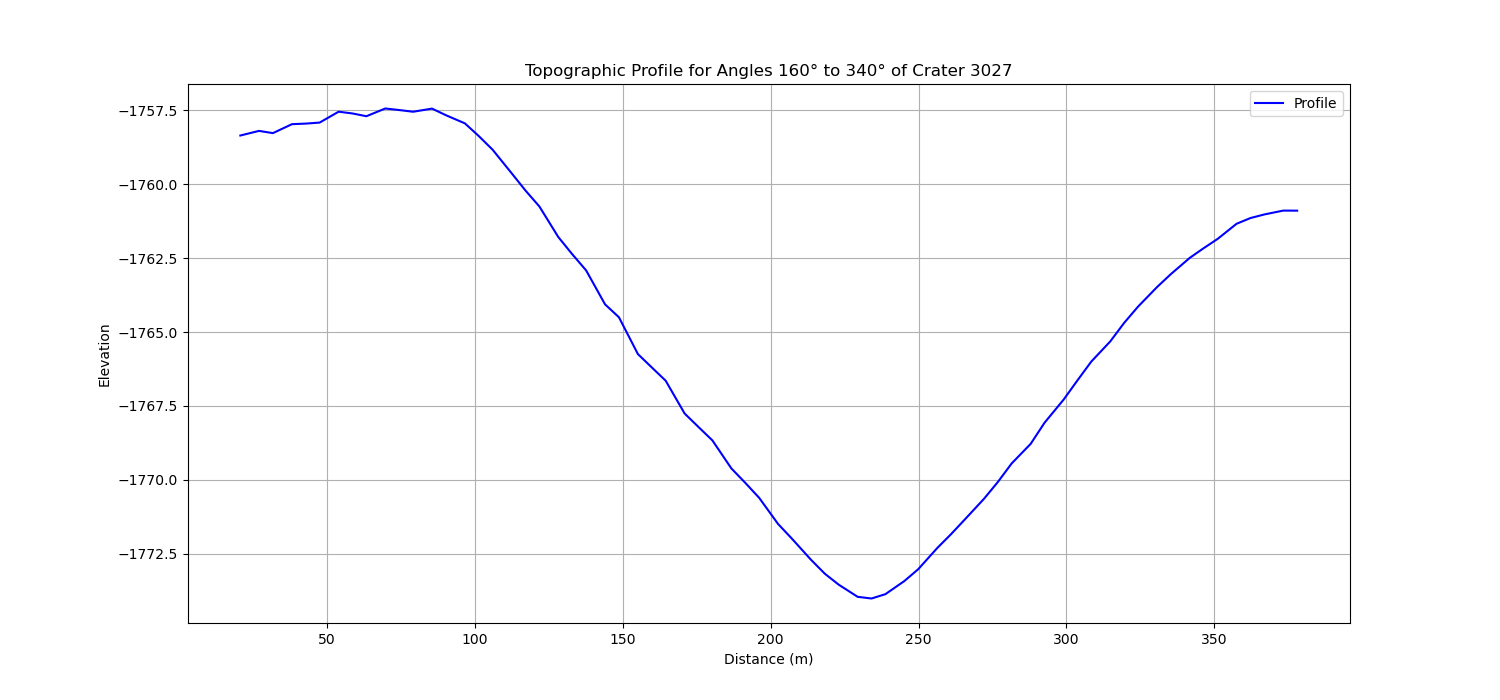 Topographic Profile for Angles 160° to 340° of Crater 3027
Profile
−1757.5
−1760.0
−1762.5
−1765.0
−1767.5
−1770.0
−1772.5
Elevation
50 100 150 200 250 300 350
Distance (m)